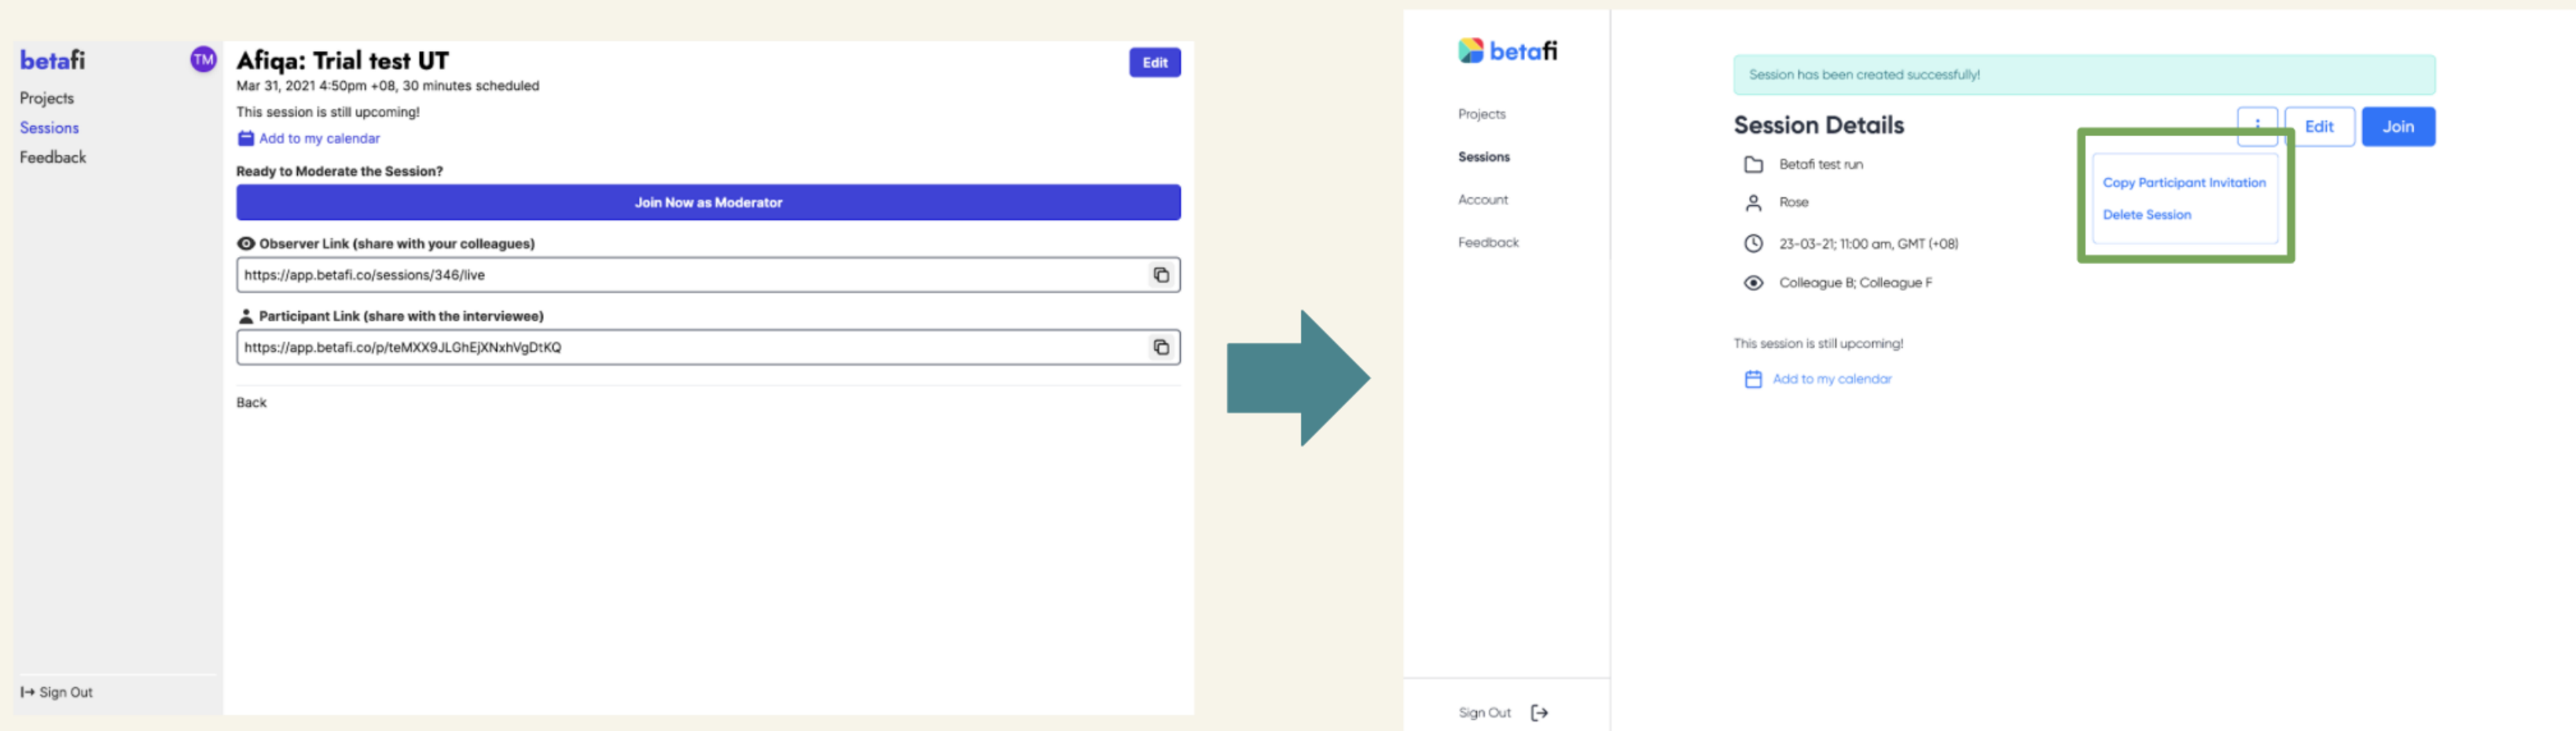 betafi
TM
Projects
Sessions
Feedback
Sign Out
Afiqa: Trial test UT
Edit
Mar 31, 2021 4:50pm +08, 30 minutes scheduled
This session is still upcoming!
Add to my calendar
Ready to Moderate the Session?
Join Now as Moderator
Observer Link (share with your colleagues)
https://app.betafi.co/sessions/346/live
Participant Link (share with the interviewee)
https://app.betafi.co/p/teMXX9JLGhEjXNxhVgDtKQ
Back
betafi
Projects
Sessions
Account
Feedback
Sign Out
Session has been created successfully!
Session Details
Edit
Join
Betafi test run
Rose
23-03-21; 11:00 am, GMT (+08)
Colleague B; Colleague F
Copy Participant Invitation
Delete Session
This session is still upcoming!
Add to my calendar